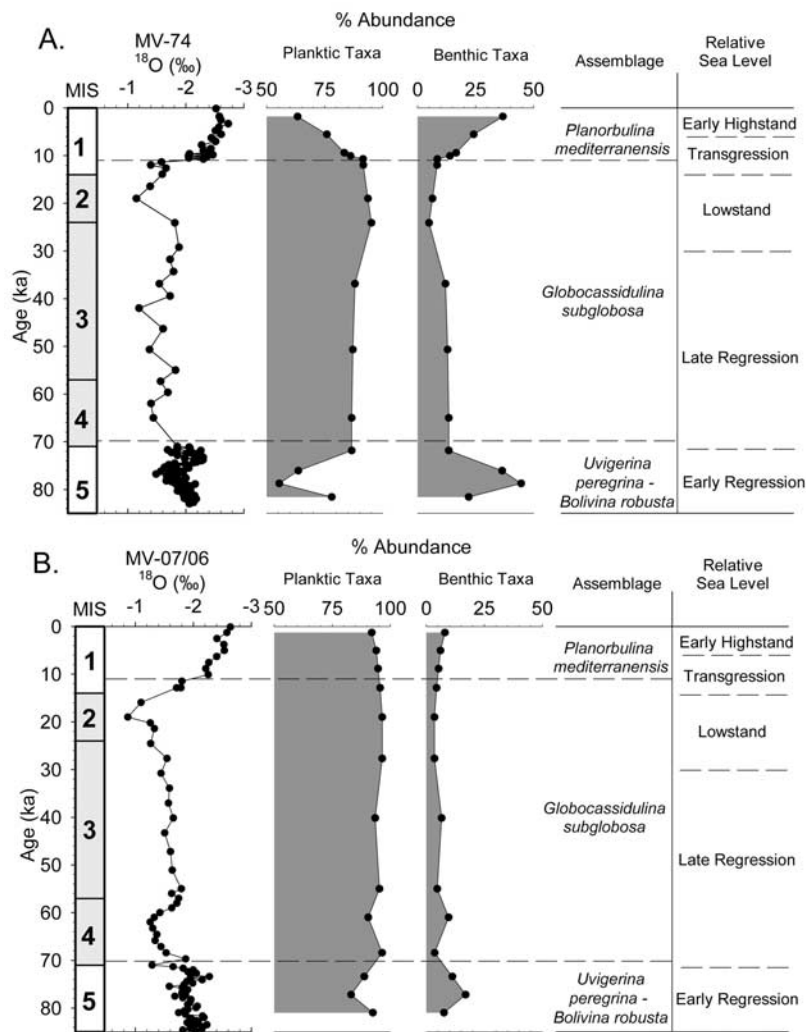 A.
% Abundance
MV-74
18O (‰)
Planktic Taxa
Benthic Taxa
Assemblage
Relative
Sea Level
MIS
-1 -2 -3
50 75 100
0 25 50
Age (ka)
0
10
20
30
40
50
60
70
80
1
2
3
4
5
Planorbulina
mediterranensis
Globocassidulina
subglobosa
Uvigerina
peregrina -
Bolivina robusta
Early Highstand
Transgression
Lowstand
Late Regression
Early Regression
B.
% Abundance
MV-07/06
18O (‰)
Planktic Taxa
Benthic Taxa
Assemblage
Relative
Sea Level
MIS
-1 -2 -3
50 75 100
0 25 50
Age (ka)
0
10
20
30
40
50
60
70
80
1
2
3
4
5
Planorbulina
mediterranensis
Globocassidulina
subglobosa
Uvigerina
peregrina -
Bolivina robusta
Early Highstand
Transgression
Lowstand
Late Regression
Early Regression